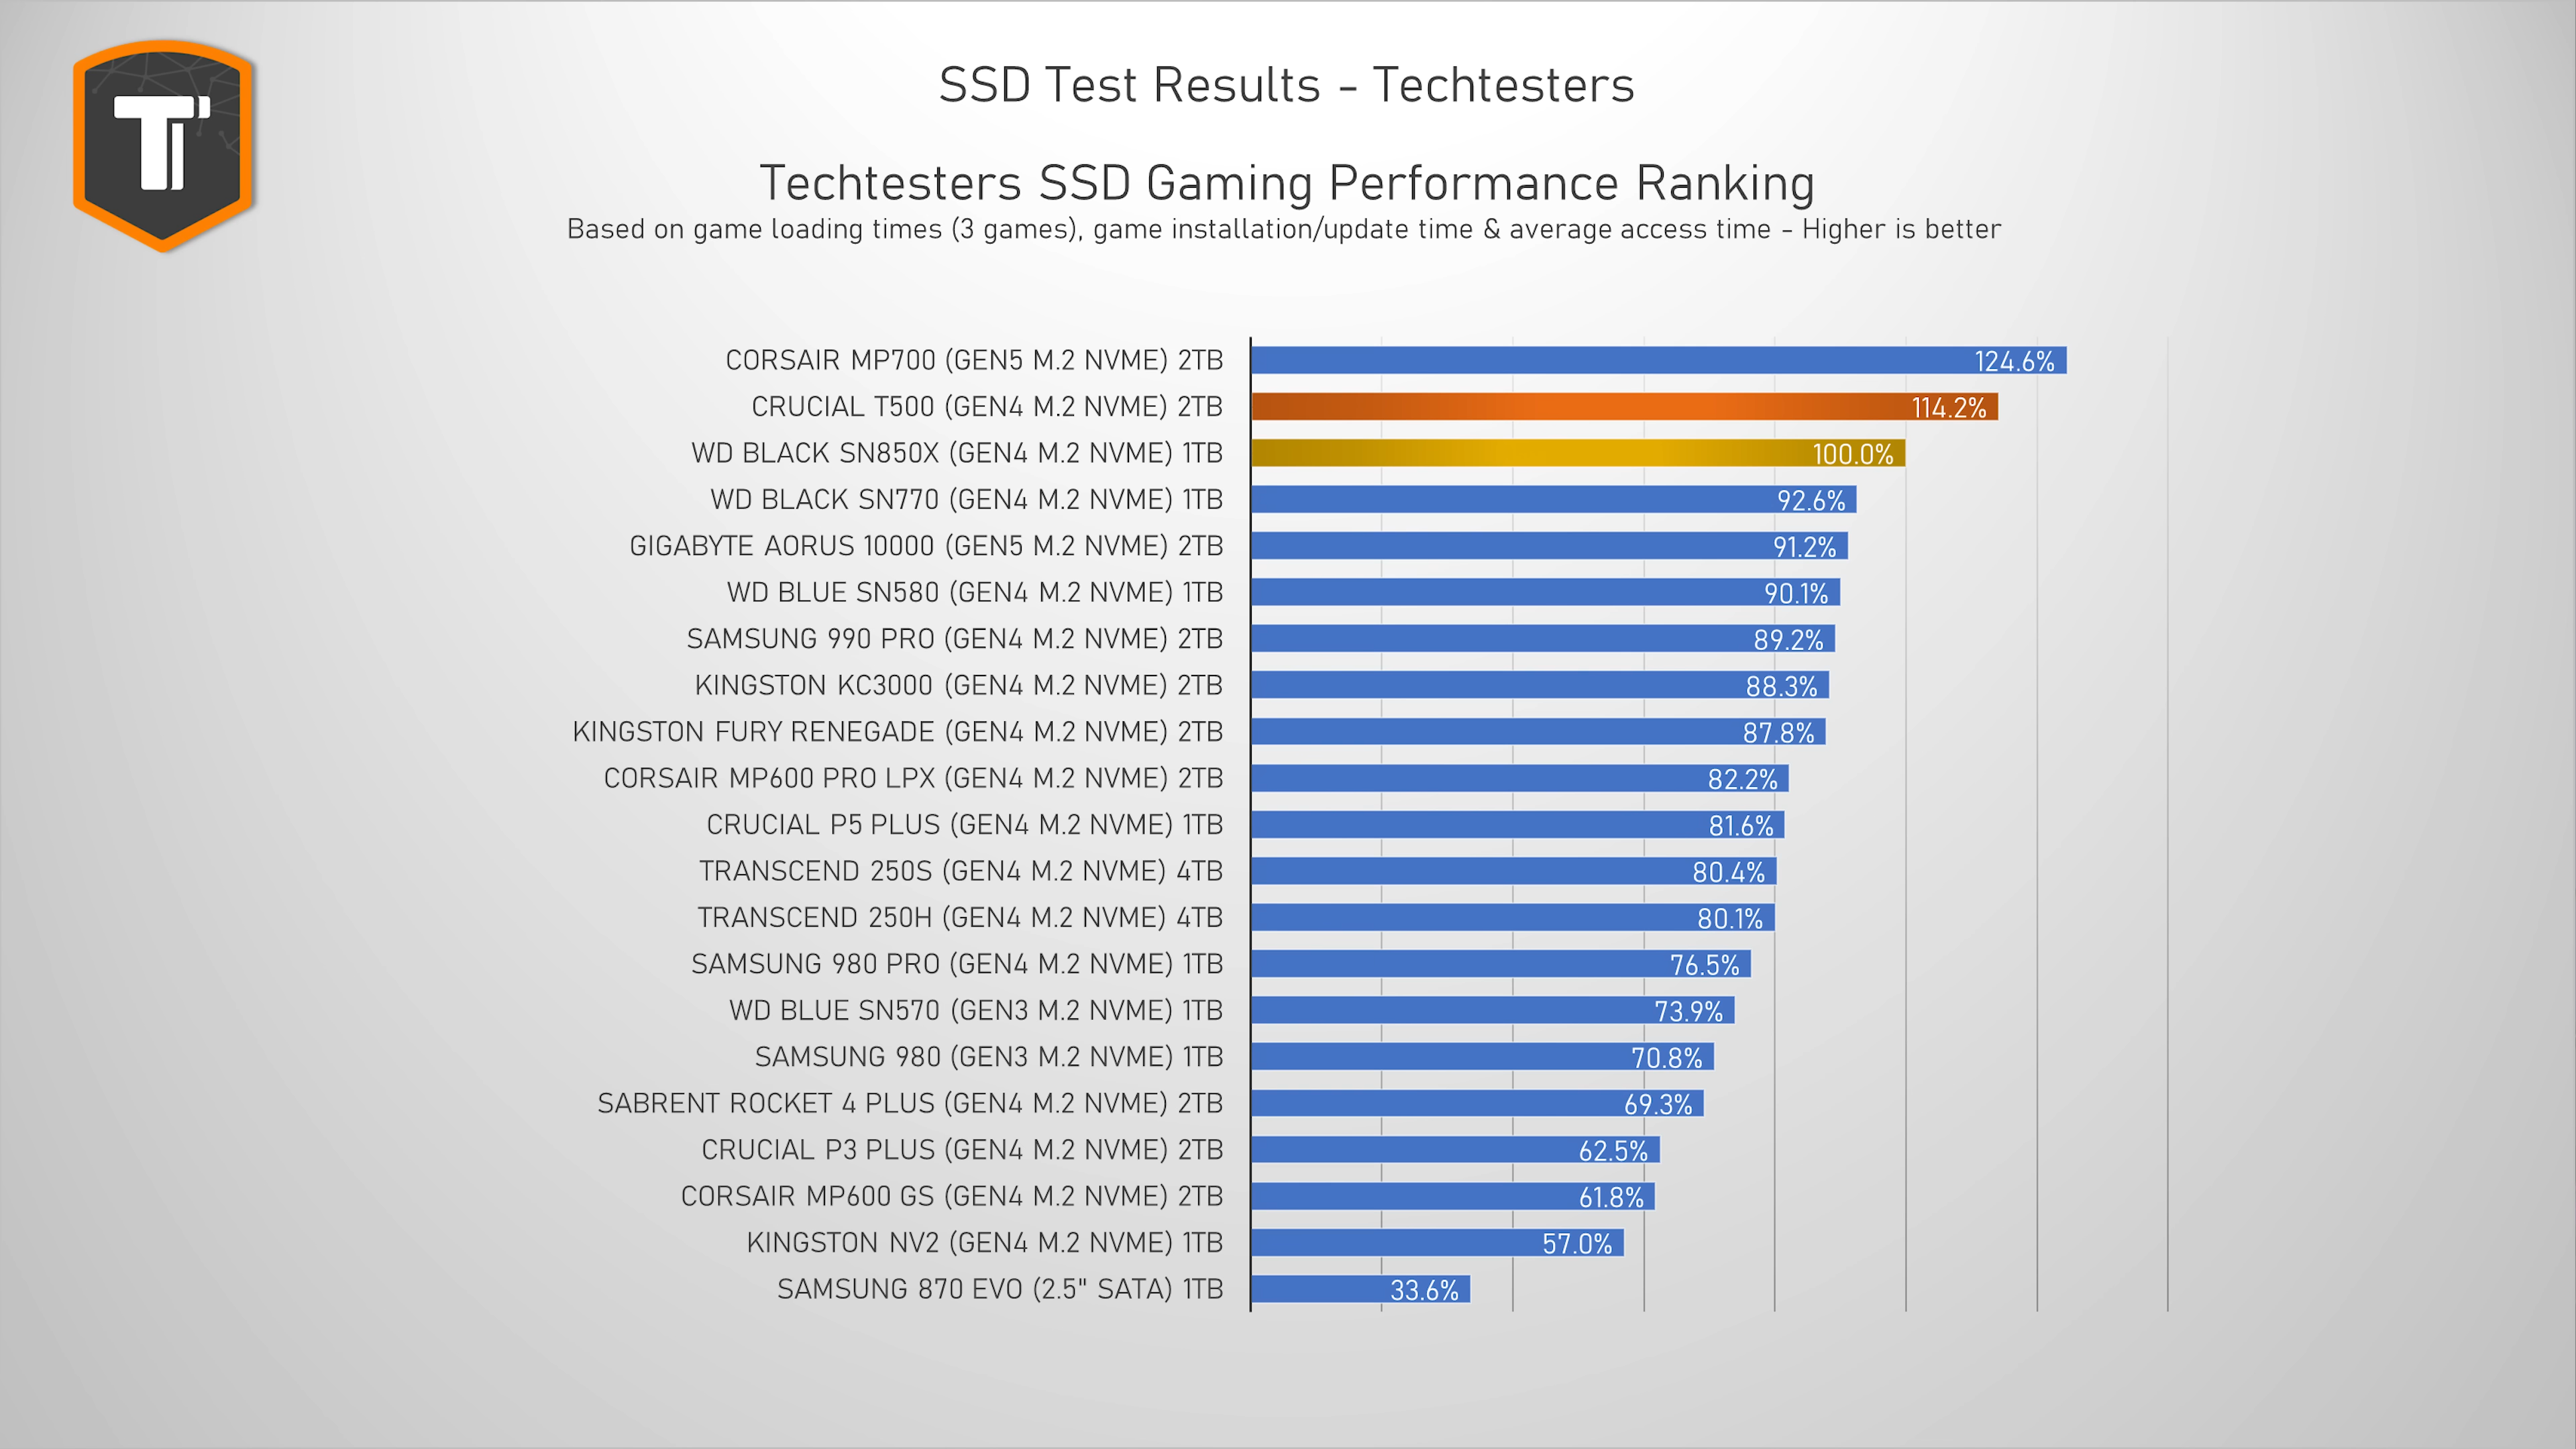 SSD Test Results - Techtesters
Techtesters SSD Gaming Performance Ranking
Based on game loading times (3 games), game installation/update time & average access time - Higher is better
CORSAIR MP700 (GEN5 M.2 NVME) 2TB 124.6%
CRUCIAL T500 (GEN4 M.2 NVME) 2TB 114.2%
WD BLACK SN850X (GEN4 M.2 NVME) 1TB 100.0%
WD BLACK SN770 (GEN4 M.2 NVME) 1TB 92.6%
GIGABYTE AORUS 10000 (GEN5 M.2 NVME) 2TB 91.2%
WD BLUE SN580 (GEN4 M.2 NVME) 1TB 90.1%
SAMSUNG 990 PRO (GEN4 M.2 NVME) 2TB 89.2%
KINGSTON KC3000 (GEN4 M.2 NVME) 2TB 88.3%
KINGSTON FURY RENEGADE (GEN4 M.2 NVME) 2TB 87.8%
CORSAIR MP600 PRO LPX (GEN4 M.2 NVME) 2TB 82.2%
CRUCIAL P5 PLUS (GEN4 M.2 NVME) 1TB 81.6%
TRANSCEND 250S (GEN4 M.2 NVME) 4TB 80.4%
TRANSCEND 250H (GEN4 M.2 NVME) 4TB 80.1%
SAMSUNG 980 PRO (GEN4 M.2 NVME) 1TB 76.5%
WD BLUE SN570 (GEN3 M.2 NVME) 1TB 73.9%
SAMSUNG 980 (GEN3 M.2 NVME) 1TB 70.8%
SABRENT ROCKET 4 PLUS (GEN4 M.2 NVME) 2TB 69.3%
CRUCIAL P3 PLUS (GEN4 M.2 NVME) 2TB 62.5%
CORSAIR MP600 GS (GEN4 M.2 NVME) 2TB 61.8%
KINGSTON NV2 (GEN4 M.2 NVME) 1TB 57.0%
SAMSUNG 870 EVO (2.5" SATA) 1TB 33.6%